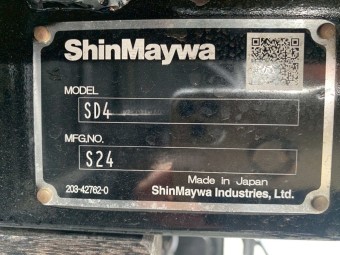 ShinMaywa
MODEL
SD4
MFG.NO.
S24
Made in Japan
203-42762-0
ShinMaywa Industries, Ltd.